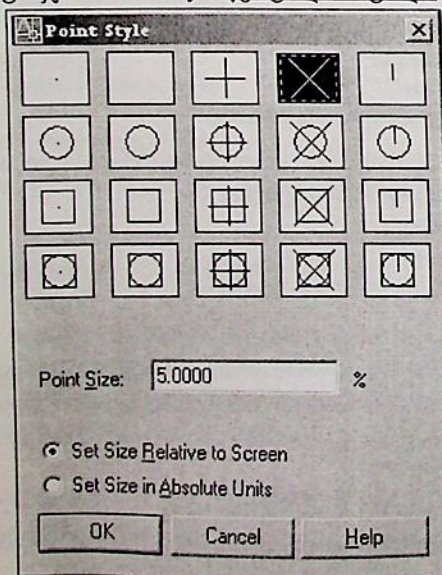 Point Style
Point Size: 5.0000 %
Set Size Relative to Screen
Set Size in Absolute Units
OK Cancel Help